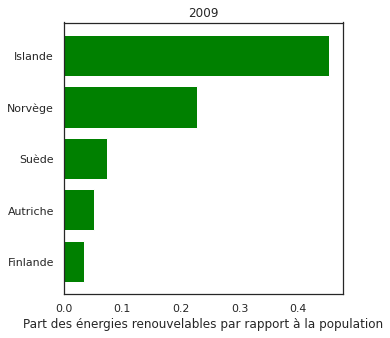 2009
Islande
Norvège
Suède
Autriche
Finlande
0.0 0.1 0.2 0.3 0.4
Part des énergies renouvelables par rapport à la population